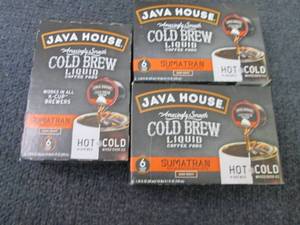 JAVA HOUSE
Amazingly Smooth
COLD BREW
LIQUID
COFFEE PODS
WORKS IN ALL
K-CUP
BREWERS
6
SUMATRAN
HOT
COLD
JAVA HOUSE
Amazingly Smooth
COLD BREW
LIQUID
COFFEE PODS
6
SUMATRAN
HOT
COLD
JAVA HOUSE
Amazingly Smooth
COLD BREW
LIQUID
COFFEE PODS
6
SUMATRAN
HOT
COLD